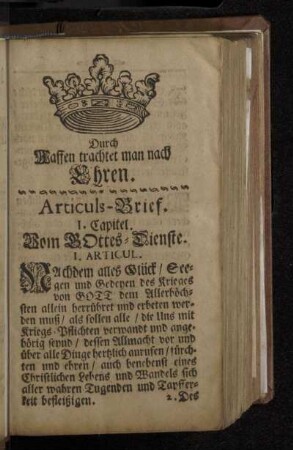 Durch
Waffen trachtet man nach
Ehren.
Articuls-Brief.
I. Capitel.
Vom GOttes-Dienste.
I. ARTICUL.
NAchdem alles Glück / See-
gen und Gedeyen des Krieges
von GOTT dem Allerhöch-
sten allein herrühret und erbeten wer-
den muß / als sollen alle / die Uns mit
Kriegs-Pflichten verwandt und ange-
hörig seynd / dessen Allmacht vor und
über alle Dinge hertzlich anrufen / fürch-
ten und ehren / auch benebenst eines
Christlichen Lebens und Wandels sich
aller wahren Tugenden und Tapffer-
keit befleißigen.
2. Des